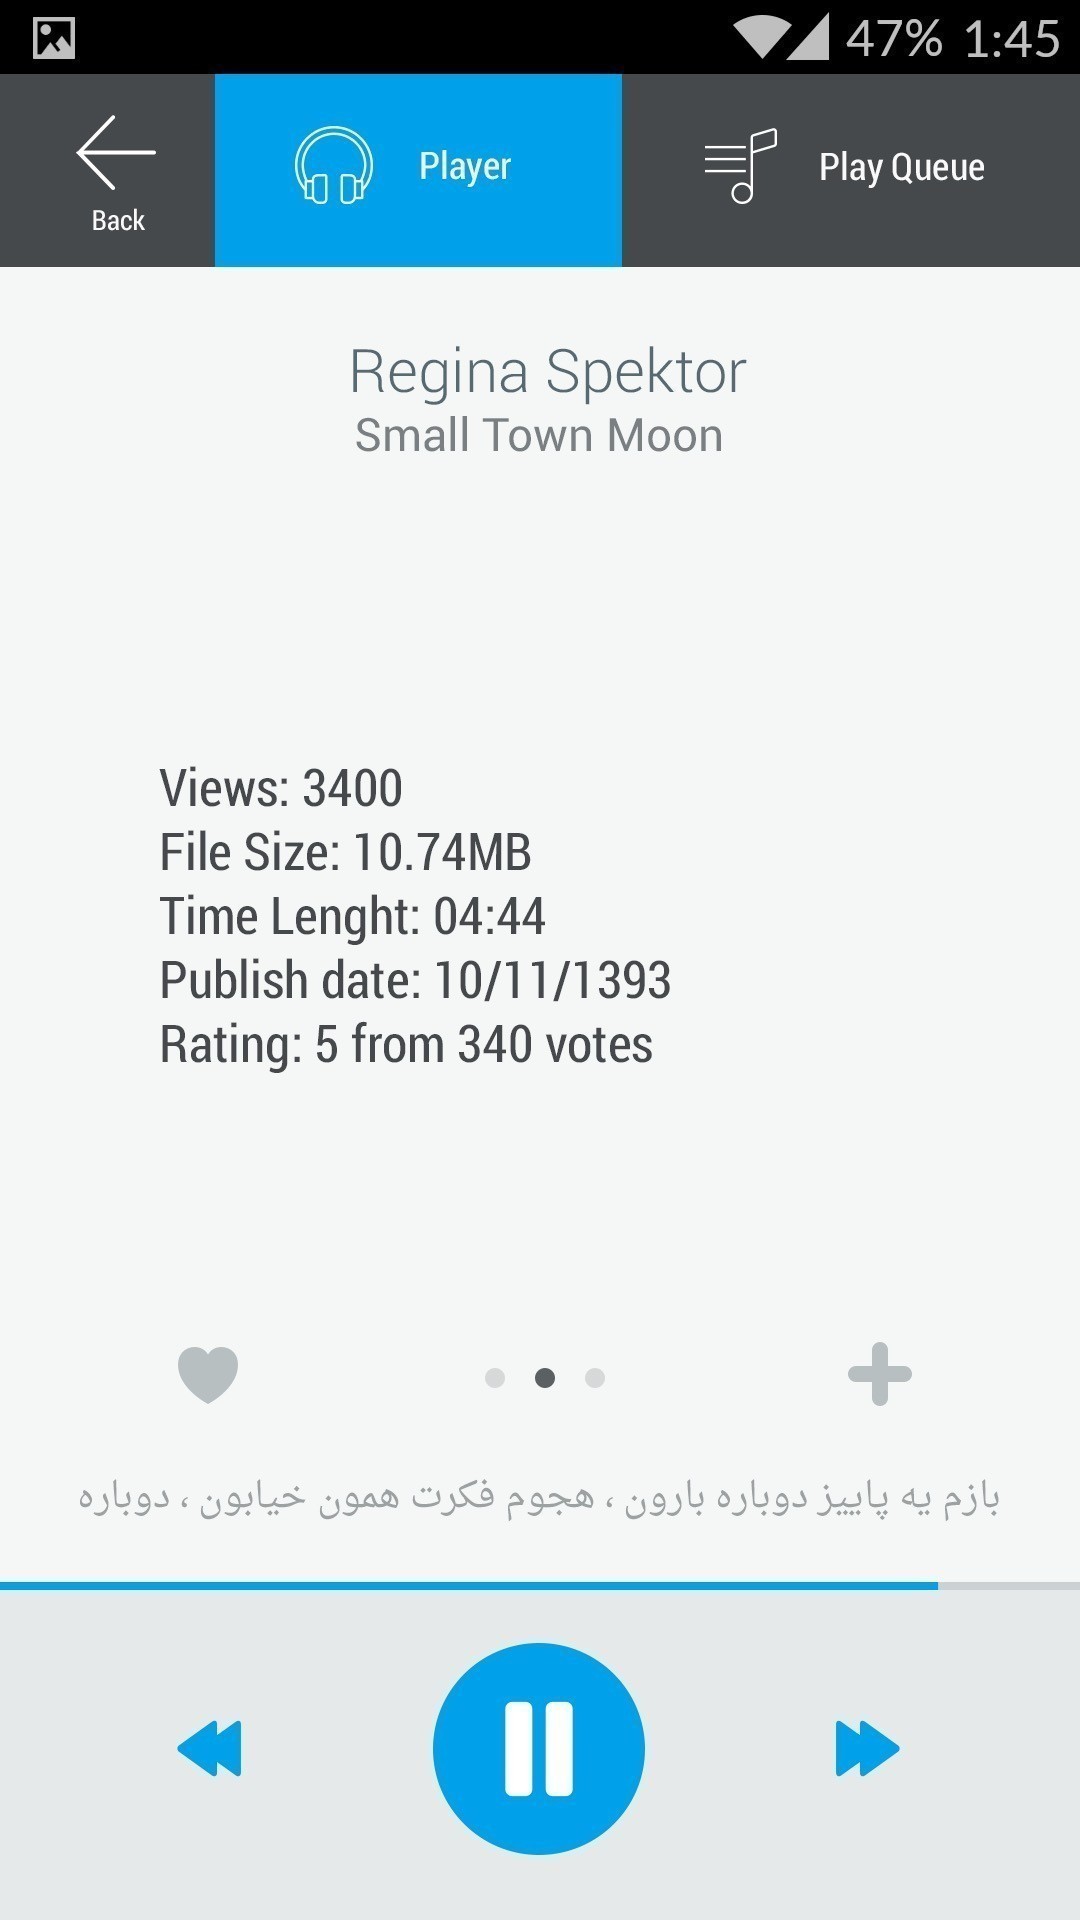 47% 1:45
Back
Player
Play Queue
Regina Spektor
Small Town Moon
Views: 3400
File Size: 10.74MB
Time Lenght: 04:44
Publish date: 10/11/1393
Rating: 5 from 340 votes
بازم یه پاییز دوباره بارون ، هجوم فکرت همون خیابون ، دوباره